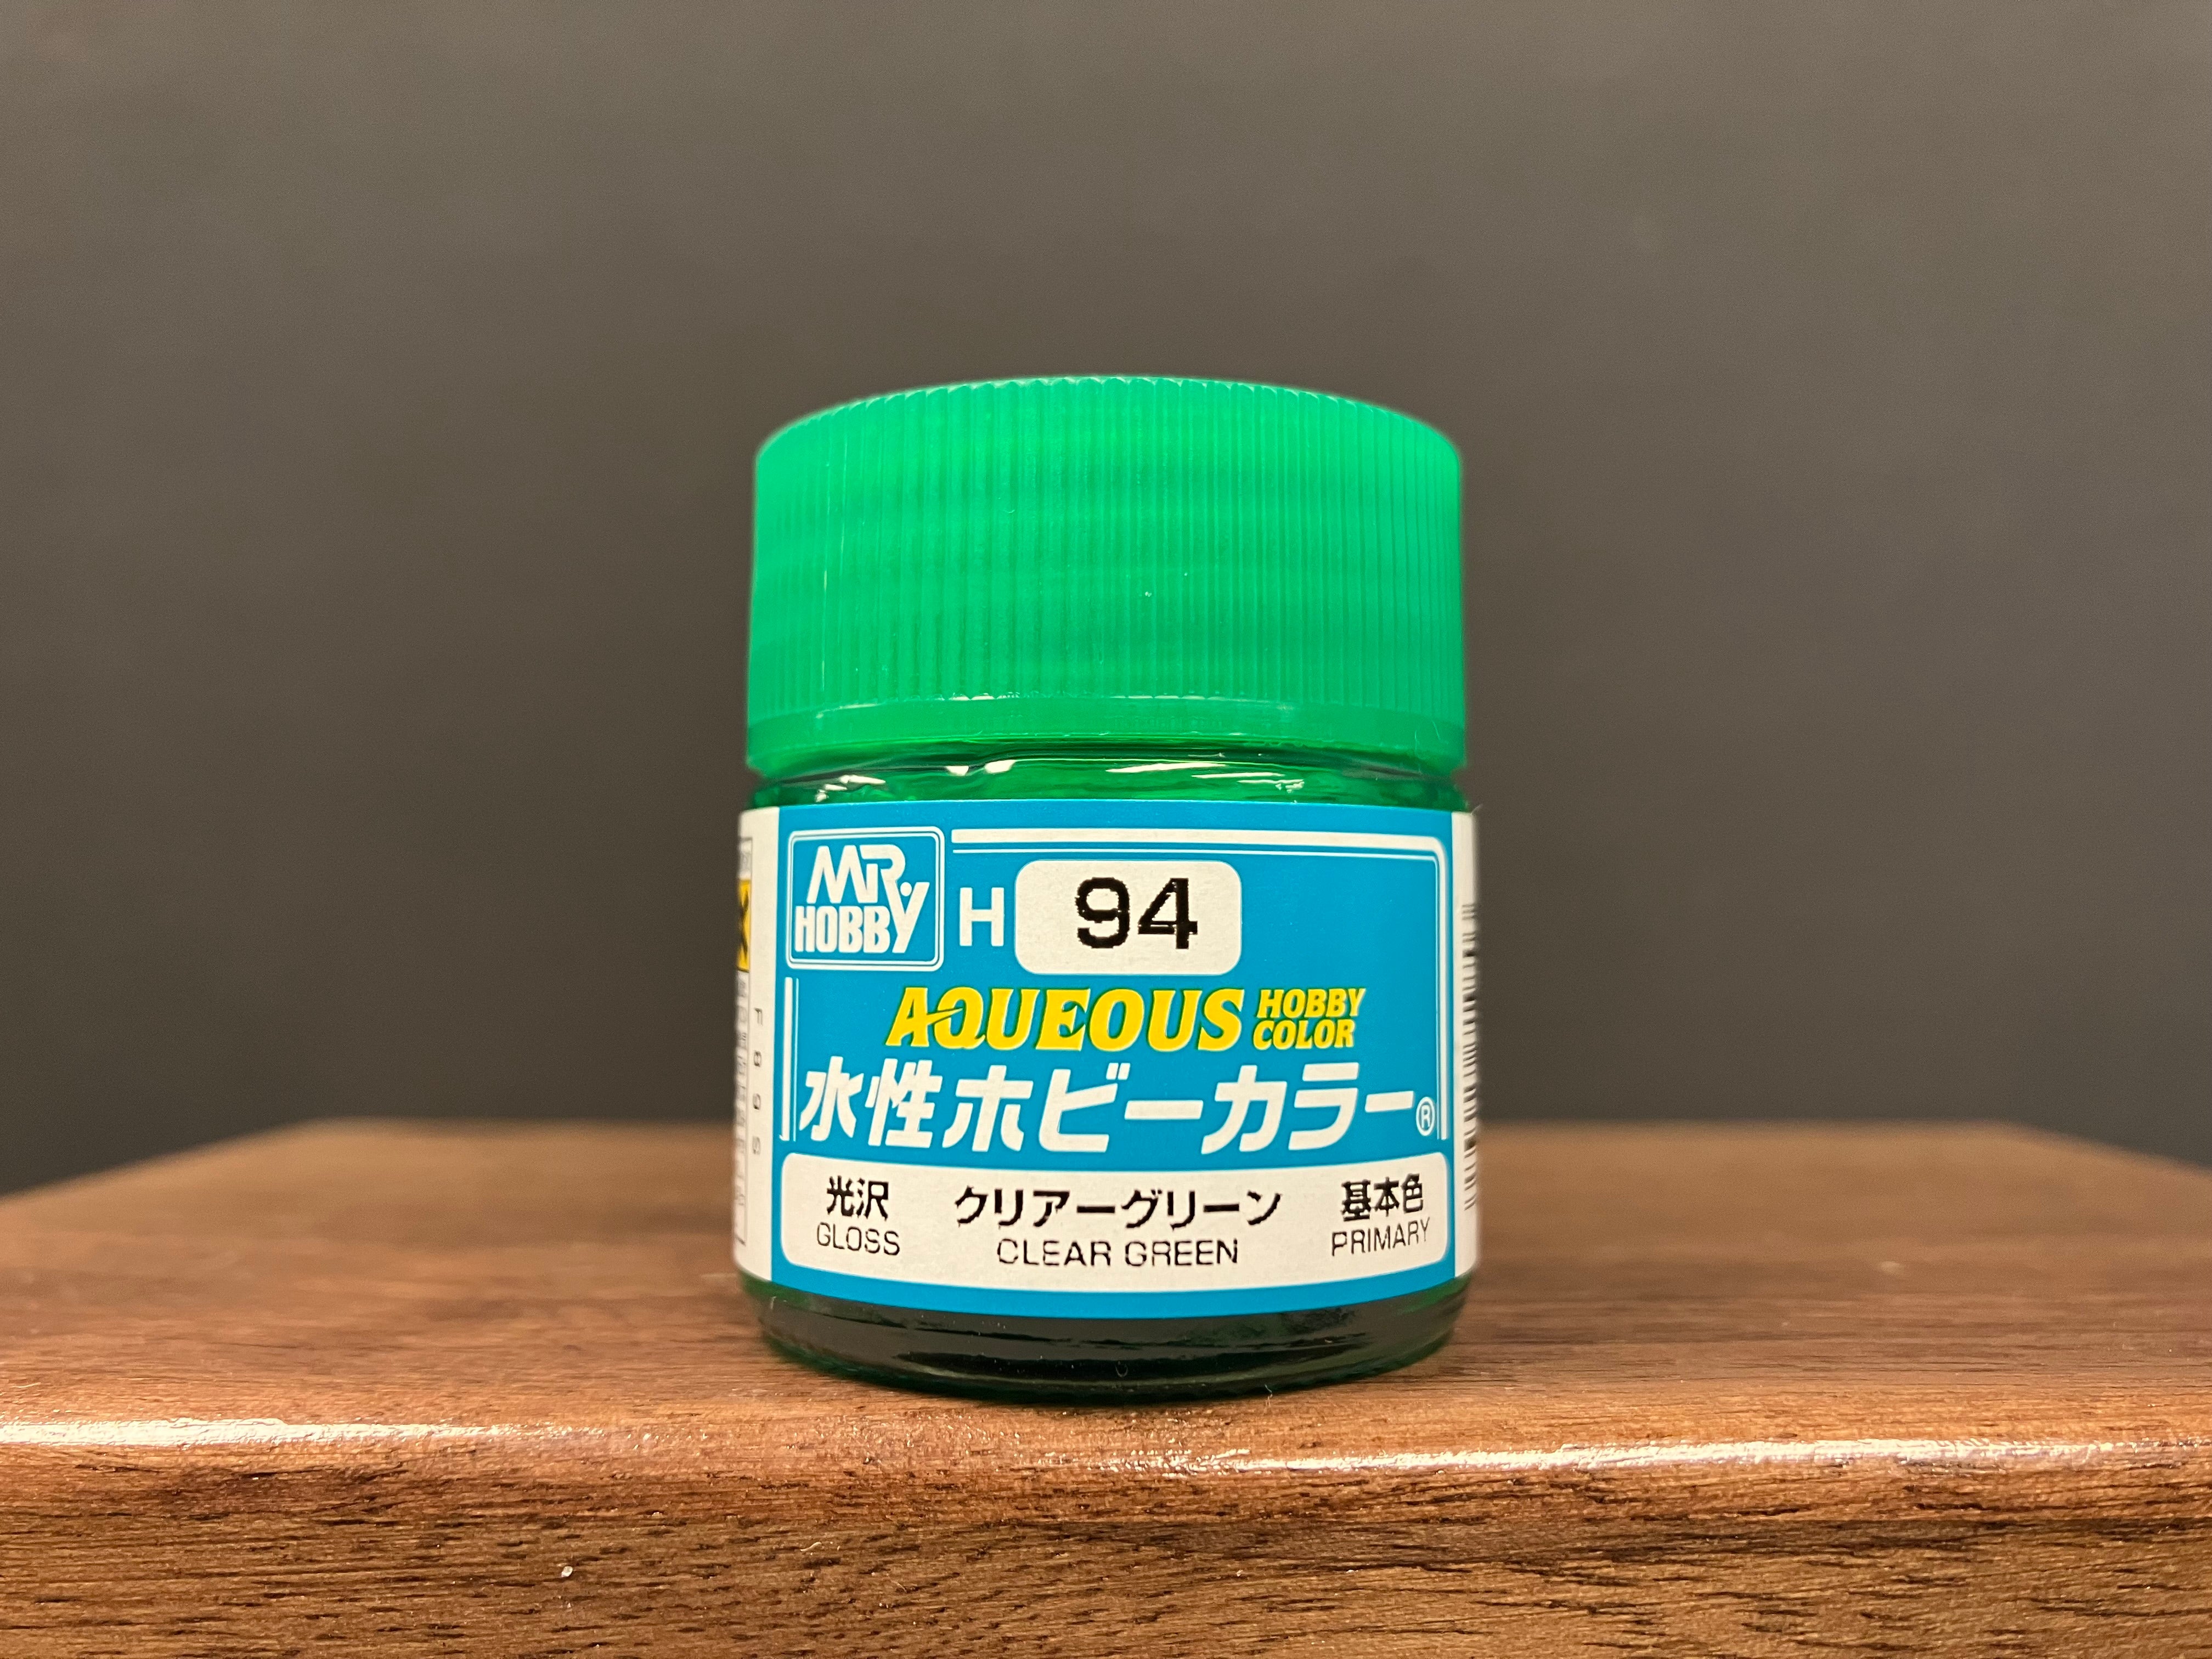 MR. HOBBY
H 94
AQUEOUS HOBBY COLOR
水性ホビーカラー®
光沢 クリアーグリーン 基本色
GLOSS CLEAR GREEN PRIMARY